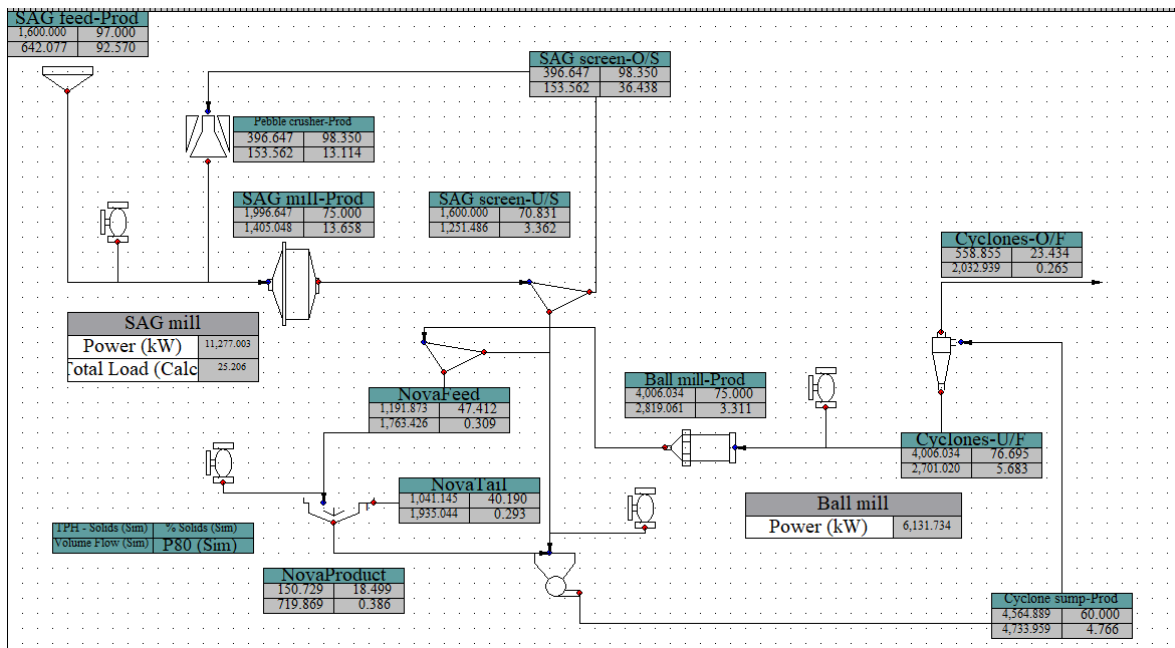 SAG feed-Prod
1,600.000 97.000
642.077 92.570
SAG screen-O/S
396.647 98.350
153.562 36.438
Pebble crusher-Prod
396.647 98.350
153.562 13.114
SAG mill-Prod
1,996.647 75.000
1,405.048 13.658
SAG screen-U/S
1,600.000 70.831
1,251.486 3.362
Cyclones-O/F
558.855 23.434
2,032.939 0.265
SAG mill
Power (kW) 11,277.003
Total Load (Calc 25.206
NovaFeed
1,191.873 47.412
1,763.426 0.309
Ball mill-Prod
4,006.034 75.000
2,819.061 3.311
Cyclones-U/F
4,006.034 76.695
2,701.020 5.683
NovaTail
1,041.145 40.190
1,935.044 0.293
Ball mill
Power (kW) 6,131.734
TPH - Solids (Sim) % Solids (Sim)
Volume Flow (Sim) P80 (Sim)
NovaProduct
150.729 18.499
719.869 0.386
Cyclone sump-Prod
4,564.889 60.000
4,733.959 4.766